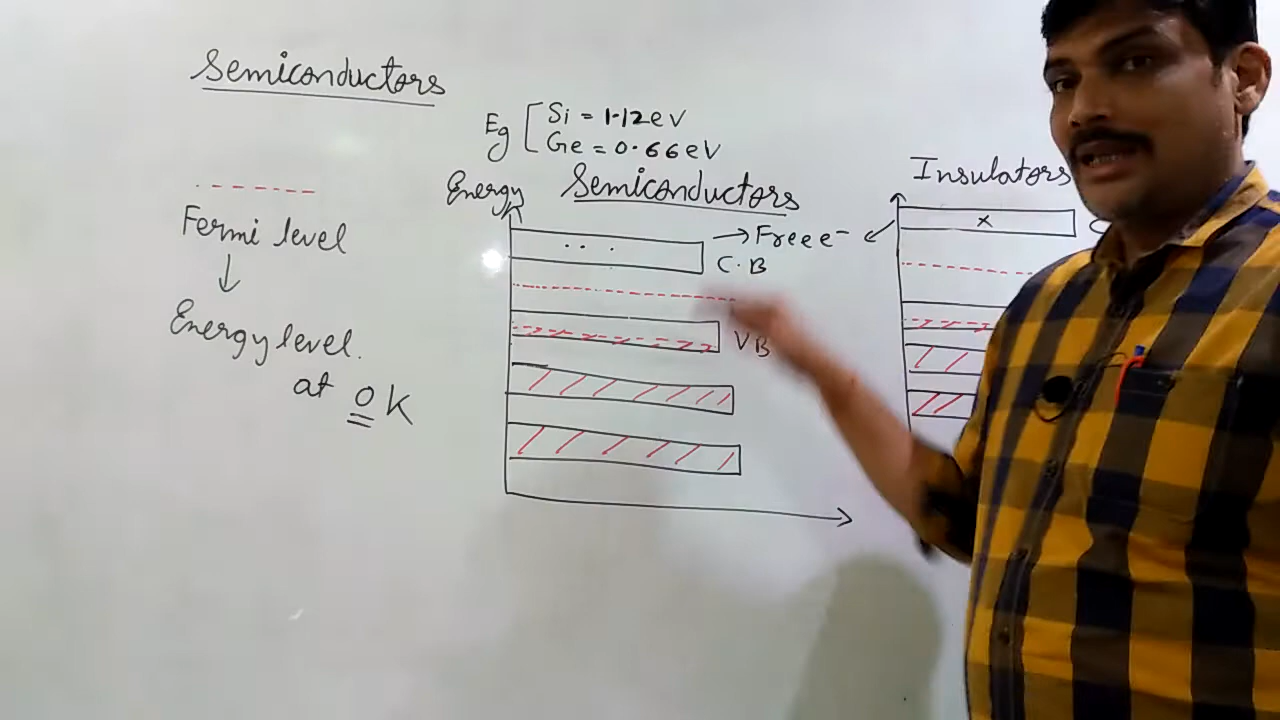 Semiconductors
Fermi level
↓
Energy level.
at 0 K
Eg [ Si = 1.12 eV
Ge = 0.66 eV
Energy
Semiconductors
→ Free e-
C.B
VB
Insulators
x